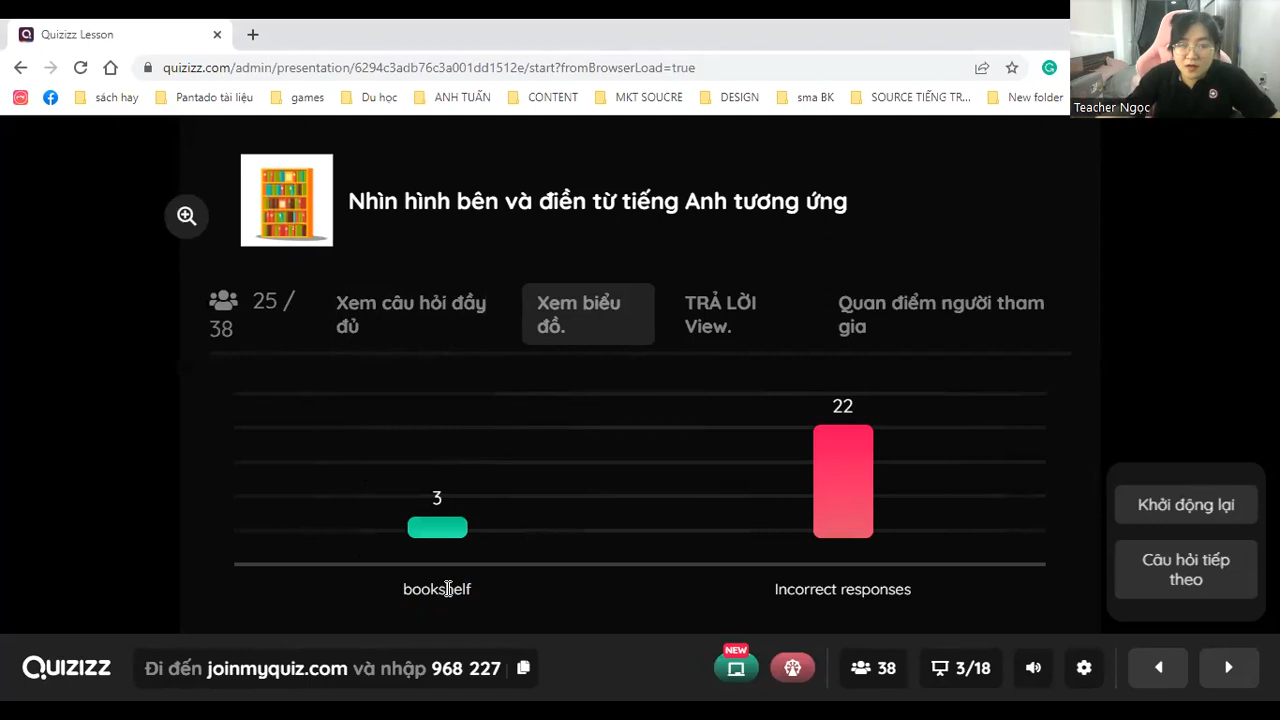 Quizizz Lesson
quizizz.com/admin/presentation/6294c3adb76c3a001dd1512e/start?fromBrowserLoad=true
sách hay
Pantado tài liệu
games
Du học
ANH TUẤN
CONTENT
MKT SOUCRE
DESIGN
sma BK
SOURCE TIẾNG TR...
New folder
Teacher Ngọc
Nhìn hình bên và điền từ tiếng Anh tương ứng
25 /
38
Xem câu hỏi đầy
đủ
Xem biểu
đồ.
TRẢ LỜI
View.
Quan điểm người tham
gia
22
3
bookshelf
Incorrect responses
Khởi động lại
Câu hỏi tiếp
theo
QUIZIZZ
Đi đến joinmyquiz.com và nhập 968 227
NEW
38
3/18